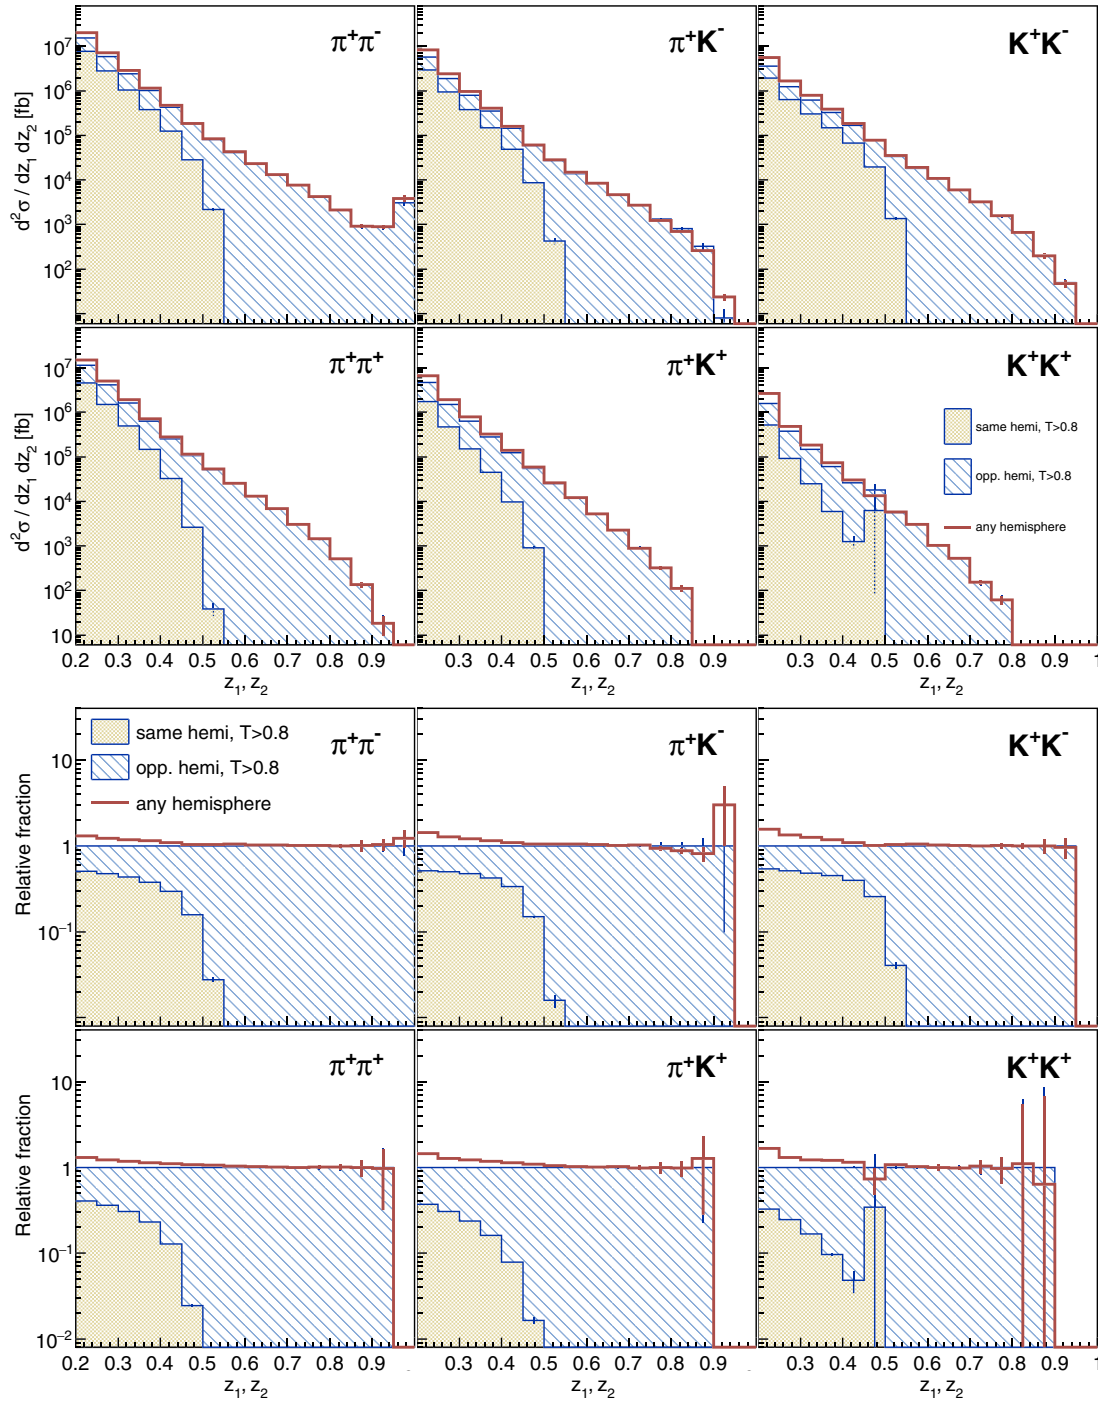 π⁺π⁻
π⁺K⁻
K⁺K⁻
d²σ / dz₁ dz₂ [fb]
10⁷
10⁶
10⁵
10⁴
10³
10²
π⁺π⁺
π⁺K⁺
K⁺K⁺
same hemi, T>0.8
opp. hemi, T>0.8
any hemisphere
d²σ / dz₁ dz₂ [fb]
10⁷
10⁶
10⁵
10⁴
10³
10²
10
0.2 0.3 0.4 0.5 0.6 0.7 0.8 0.9 0.3 0.4 0.5 0.6 0.7 0.8 0.9 0.3 0.4 0.5 0.6 0.7 0.8 0.9 1
z₁, z₂ z₁, z₂ z₁, z₂
same hemi, T>0.8
opp. hemi, T>0.8
any hemisphere
π⁺π⁻
π⁺K⁻
K⁺K⁻
Relative fraction
10
1
10⁻¹
π⁺π⁺
π⁺K⁺
K⁺K⁺
Relative fraction
10
1
10⁻¹
10⁻²
0.2 0.3 0.4 0.5 0.6 0.7 0.8 0.9 0.3 0.4 0.5 0.6 0.7 0.8 0.9 0.3 0.4 0.5 0.6 0.7 0.8 0.9 1
z₁, z₂ z₁, z₂ z₁, z₂